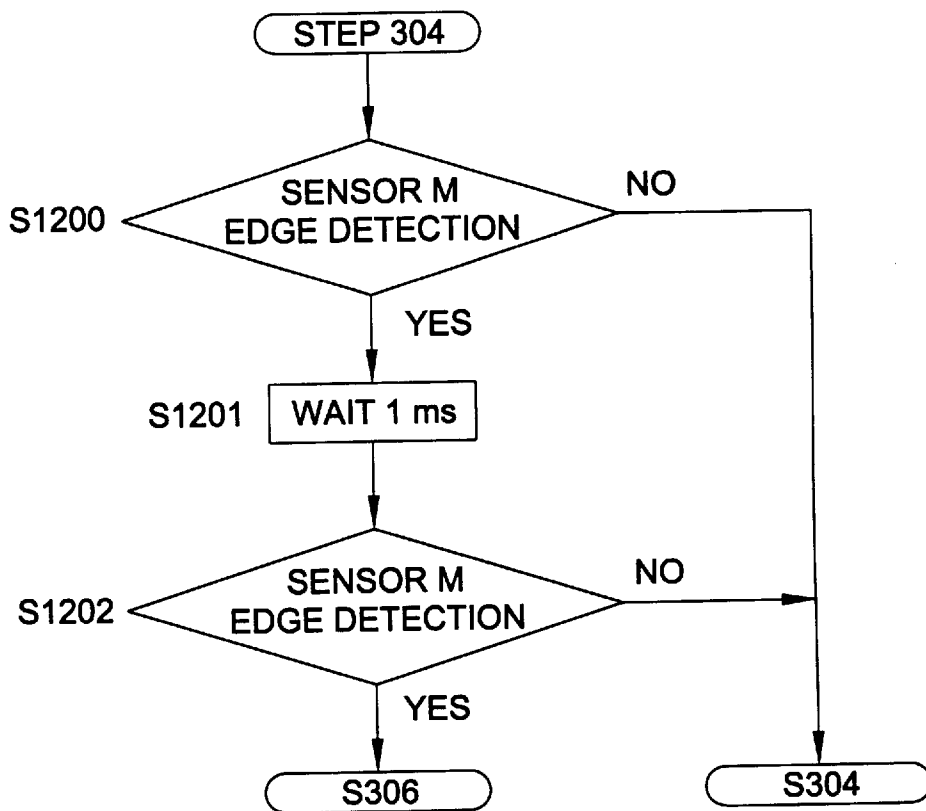 STEP 304
SENSOR M
EDGE DETECTION
NO
S1200
YES
S1201
WAIT 1 ms
SENSOR M
EDGE DETECTION
NO
S1202
YES
S306
S304